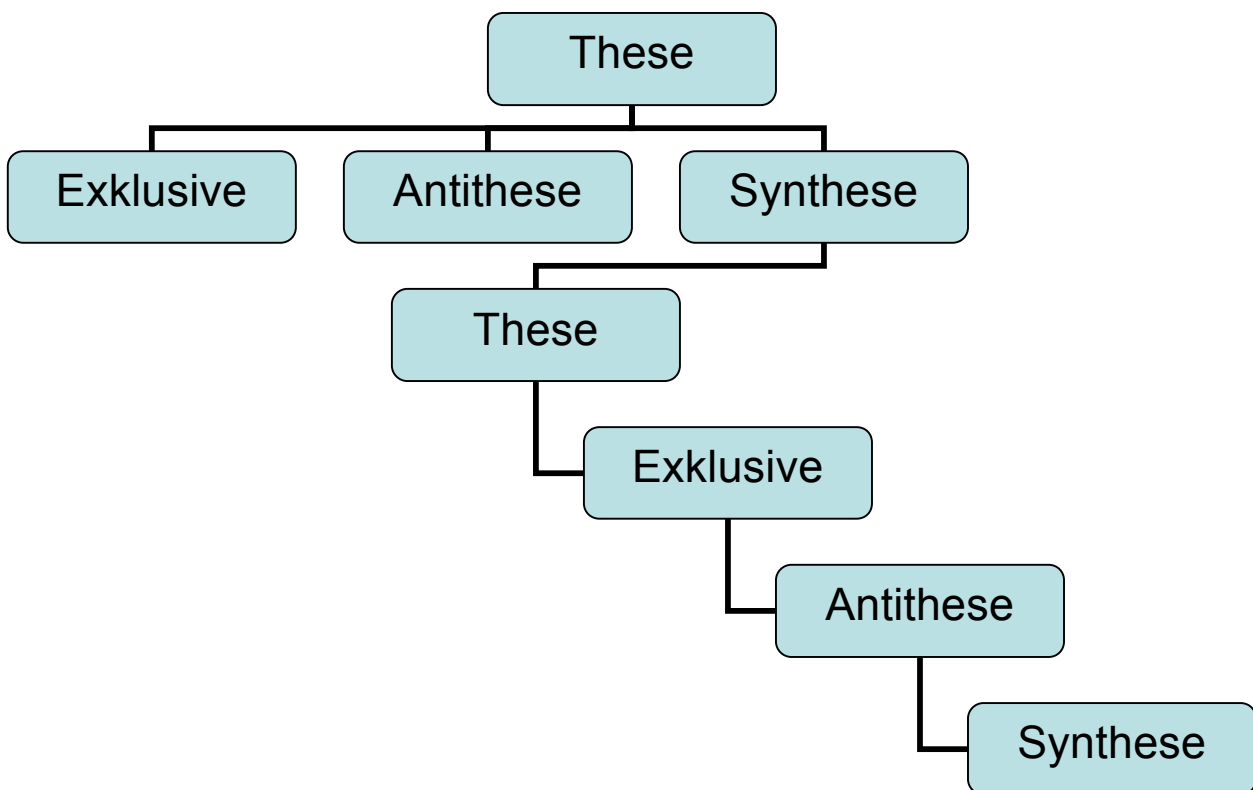 These
Exklusive
Antithese
Synthese
These
Exklusive
Antithese
Synthese